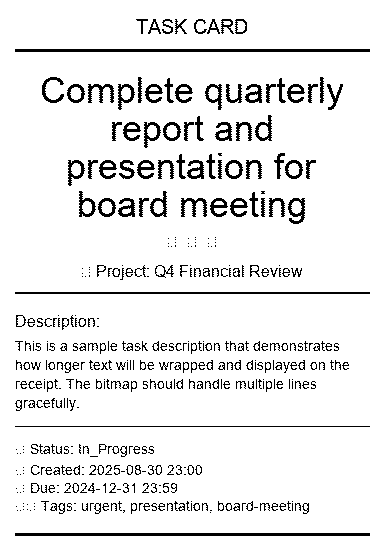 TASK CARD
Complete quarterly
report and
presentation for
board meeting
Project: Q4 Financial Review
Description:
This is a sample task description that demonstrates
how longer text will be wrapped and displayed on the
receipt. The bitmap should handle multiple lines
gracefully.
Status: In_Progress
Created: 2025-08-30 23:00
Due: 2024-12-31 23:59
Tags: urgent, presentation, board-meeting